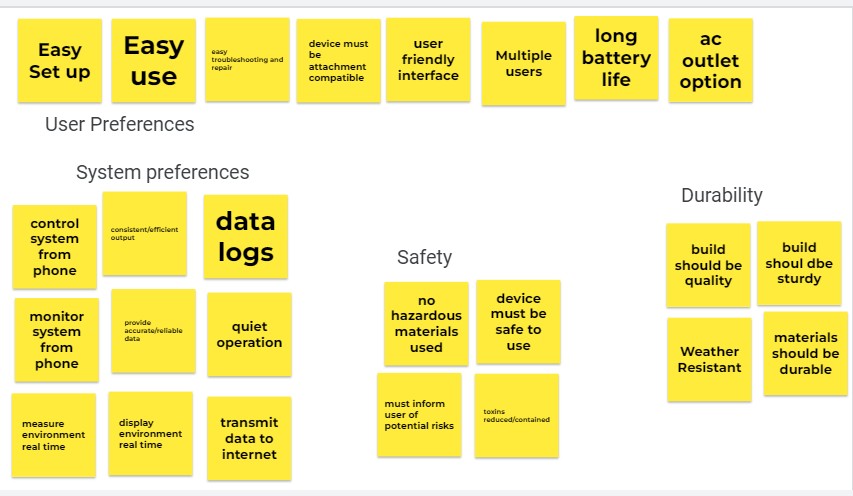 Easy
Set up
Easy
use
easy
troubleshooting and
repair
device must
be
attachment
compatible
user
friendly
interface
Multiple
users
long
battery
life
ac
outlet
option
User Preferences
System preferences
control
system
from
phone
consistent/efficient
output
data
logs
monitor
system
from
phone
provide
accurate/reliable
data
quiet
operation
measure
environment
real time
display
environment
real time
transmit
data to
internet
Safety
no
hazardous
materials
used
device
must be
safe to
use
must inform
user of
potential risks
toxins
reduced/contained
Durability
build
should be
quality
build
shoul dbe
sturdy
Weather
Resistant
materials
should be
durable